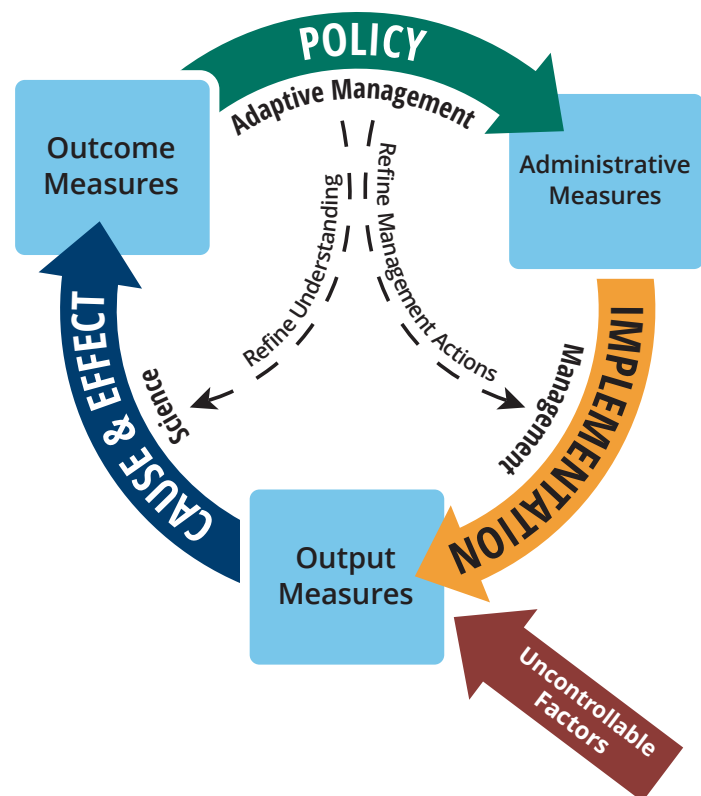 POLICY
Adaptive Management
Outcome
Measures
Administrative
Measures
Refine Understanding
Refine Management Actions
Science
Management
CAUSE & EFFECT
IMPLEMENTATION
Output
Measures
Uncontrollable
Factors